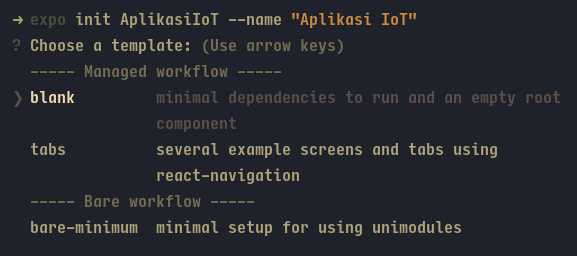 → expo init AplikasiIoT --name "Aplikasi IoT"
? Choose a template: (Use arrow keys)
----- Managed workflow -----
❯ blank         minimal dependencies to run and an empty root
                component
  tabs          several example screens and tabs using
                react-navigation
----- Bare workflow -----
  bare-minimum  minimal setup for using unimodules